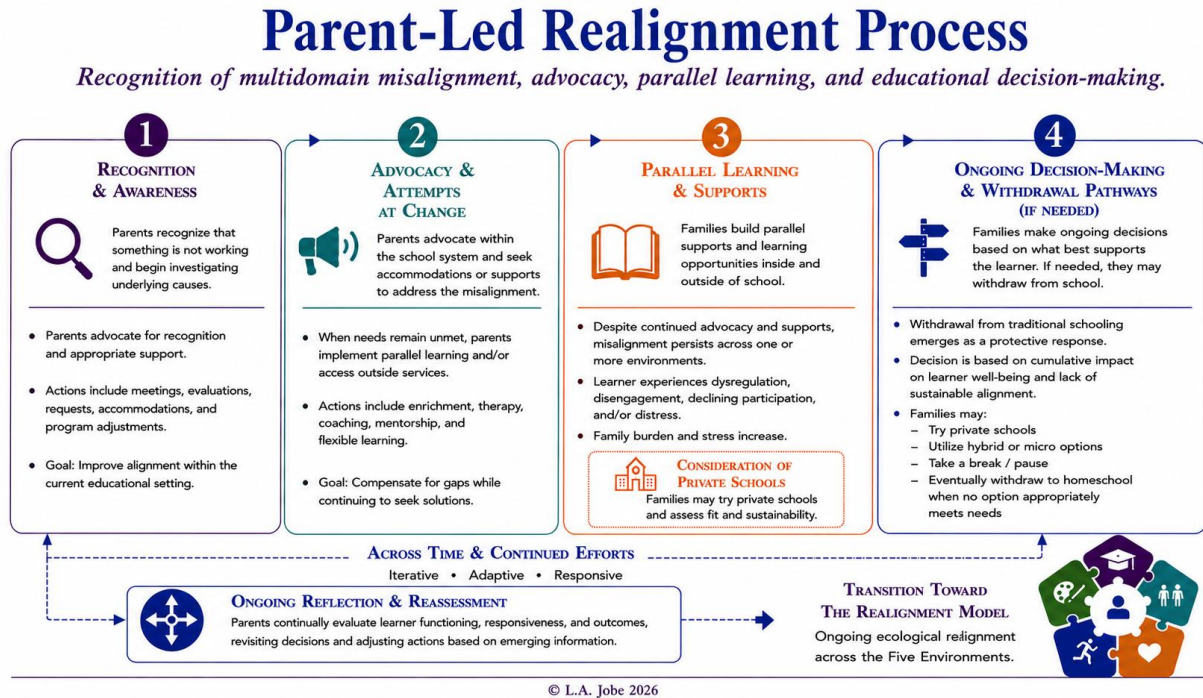 Parent-Led Realignment Process
Recognition of multidomain misalignment, advocacy, parallel learning, and educational decision-making.
1
RECOGNITION
& AWARENESS
Parents recognize that
something is not working
and begin investigating
underlying causes.
• Parents advocate for recognition
and appropriate support.
• Actions include meetings, evaluations,
requests, accommodations, and
program adjustments.
• Goal: Improve alignment within the
current educational setting.
2
ADVOCACY &
ATTEMPTS
AT CHANGE
Parents advocate within
the school system and seek
accommodations or supports
to address the misalignment.
• When needs remain unmet, parents
implement parallel learning and/or
access outside services.
• Actions include enrichment, therapy,
coaching, mentorship, and
flexible learning.
• Goal: Compensate for gaps while
continuing to seek solutions.
3
PARALLEL LEARNING
& SUPPORTS
Families build parallel
supports and learning
opportunities inside and
outside of school.
• Despite continued advocacy and supports,
misalignment persists across one or
more environments.
• Learner experiences dysregulation,
disengagement, declining participation,
and/or distress.
• Family burden and stress increase.
CONSIDERATION OF
PRIVATE SCHOOLS
Families may try private schools
and assess fit and sustainability.
4
ONGOING DECISION-MAKING
& WITHDRAWAL PATHWAYS
(IF NEEDED)
Families make ongoing decisions
based on what best supports
the learner. If needed, they may
withdraw from school.
• Withdrawal from traditional schooling
emerges as a protective response.
• Decision is based on cumulative impact
on learner well-being and lack of
sustainable alignment.
• Families may:
– Try private schools
– Utilize hybrid or micro options
– Take a break / pause
– Eventually withdraw to homeschool
when no option appropriately
meets needs
ACROSS TIME & CONTINUED EFFORTS
Iterative • Adaptive • Responsive
ONGOING REFLECTION & REASSESSMENT
Parents continually evaluate learner functioning, responsiveness, and outcomes,
revisiting decisions and adjusting actions based on emerging information.
TRANSITION TOWARD
THE REALIGNMENT MODEL
Ongoing ecological realignment
across the Five Environments.
© L.A. Jobe 2026